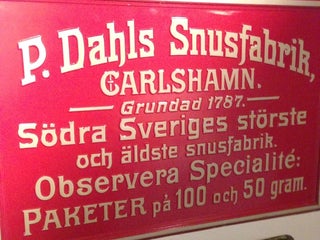 P. Dahls Snusfabrik,
CARLSHAMN.
Grundad 1787.
Södra Sveriges störste
och äldste snusfabrik.
Observera Specialité:
PAKETER på 100 och 50 gram.